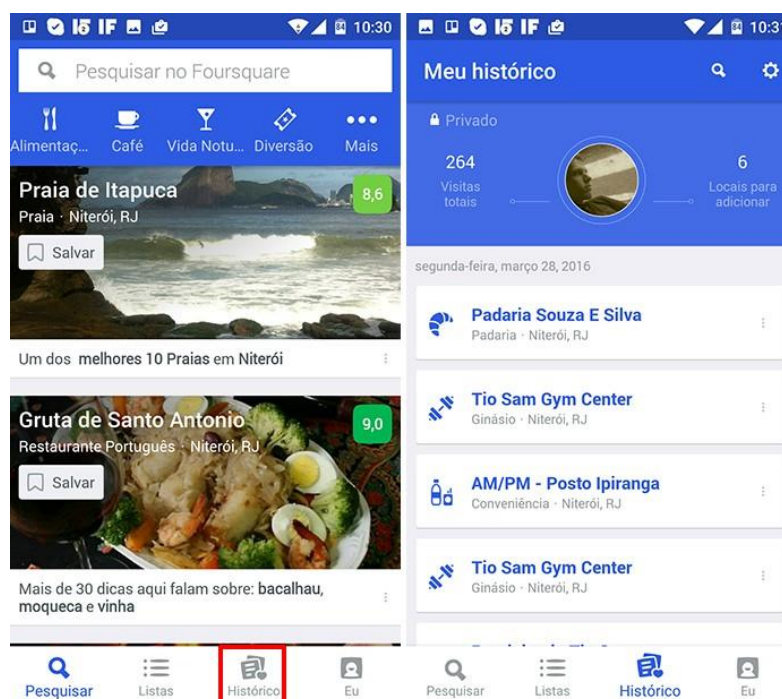 10:30
Pesquisar no Foursquare
Alimentaç...
Café
Vida Notu...
Diversão
Mais
Praia de Itapuca
8,6
Praia · Niterói, RJ
Salvar
Um dos melhores 10 Praias em Niterói
Gruta de Santo Antonio
9,0
Restaurante Português · Niterói, RJ
Salvar
Mais de 30 dicas aqui falam sobre: bacalhau,
moqueca e vinha
Pesquisar
Listas
Histórico
Eu
84
10:31
Meu histórico
Privado
264
Visitas
totais
6
Locais para
adicionar
segunda-feira, março 28, 2016
Padaria Souza E Silva
Padaria · Niterói, RJ
Tio Sam Gym Center
Ginásio · Niterói, RJ
AM/PM - Posto Ipiranga
Conveniência · Niterói, RJ
Tio Sam Gym Center
Ginásio · Niterói, RJ
Pesquisar
Listas
Histórico
Eu